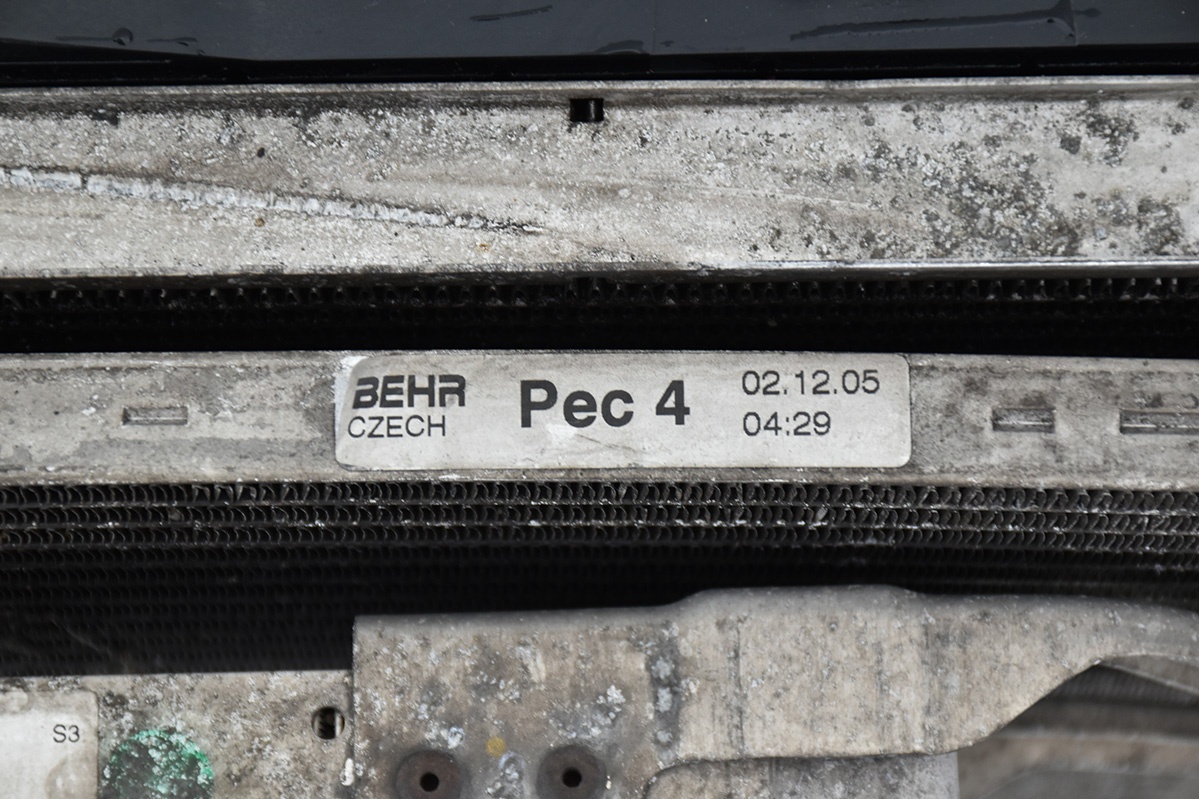 BEHR
CZECH
Pec 4
02.12.05
04:29
S3